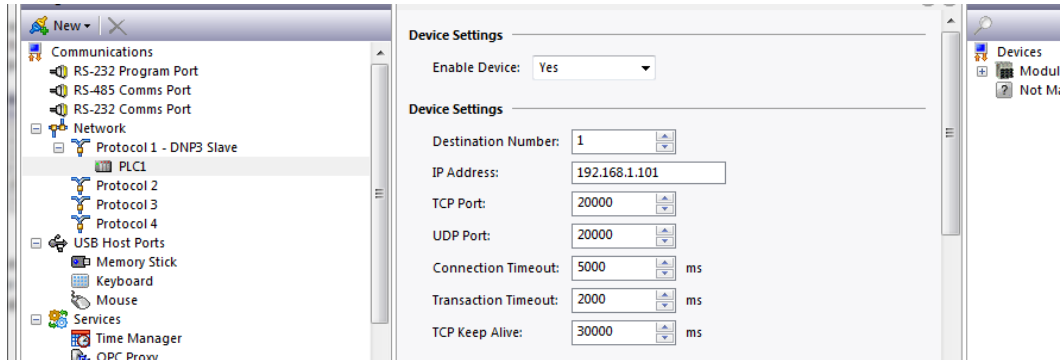 New
Communications
RS-232 Program Port
RS-485 Comms Port
RS-232 Comms Port
Network
Protocol 1 - DNP3 Slave
PLC1
Protocol 2
Protocol 3
Protocol 4
USB Host Ports
Memory Stick
Keyboard
Mouse
Services
Time Manager
OPC Proxy
Device Settings
Enable Device: Yes
Device Settings
Destination Number: 1
IP Address: 192.168.1.101
TCP Port: 20000
UDP Port: 20000
Connection Timeout: 5000 ms
Transaction Timeout: 2000 ms
TCP Keep Alive: 30000 ms
Devices
Modul
Not Ma